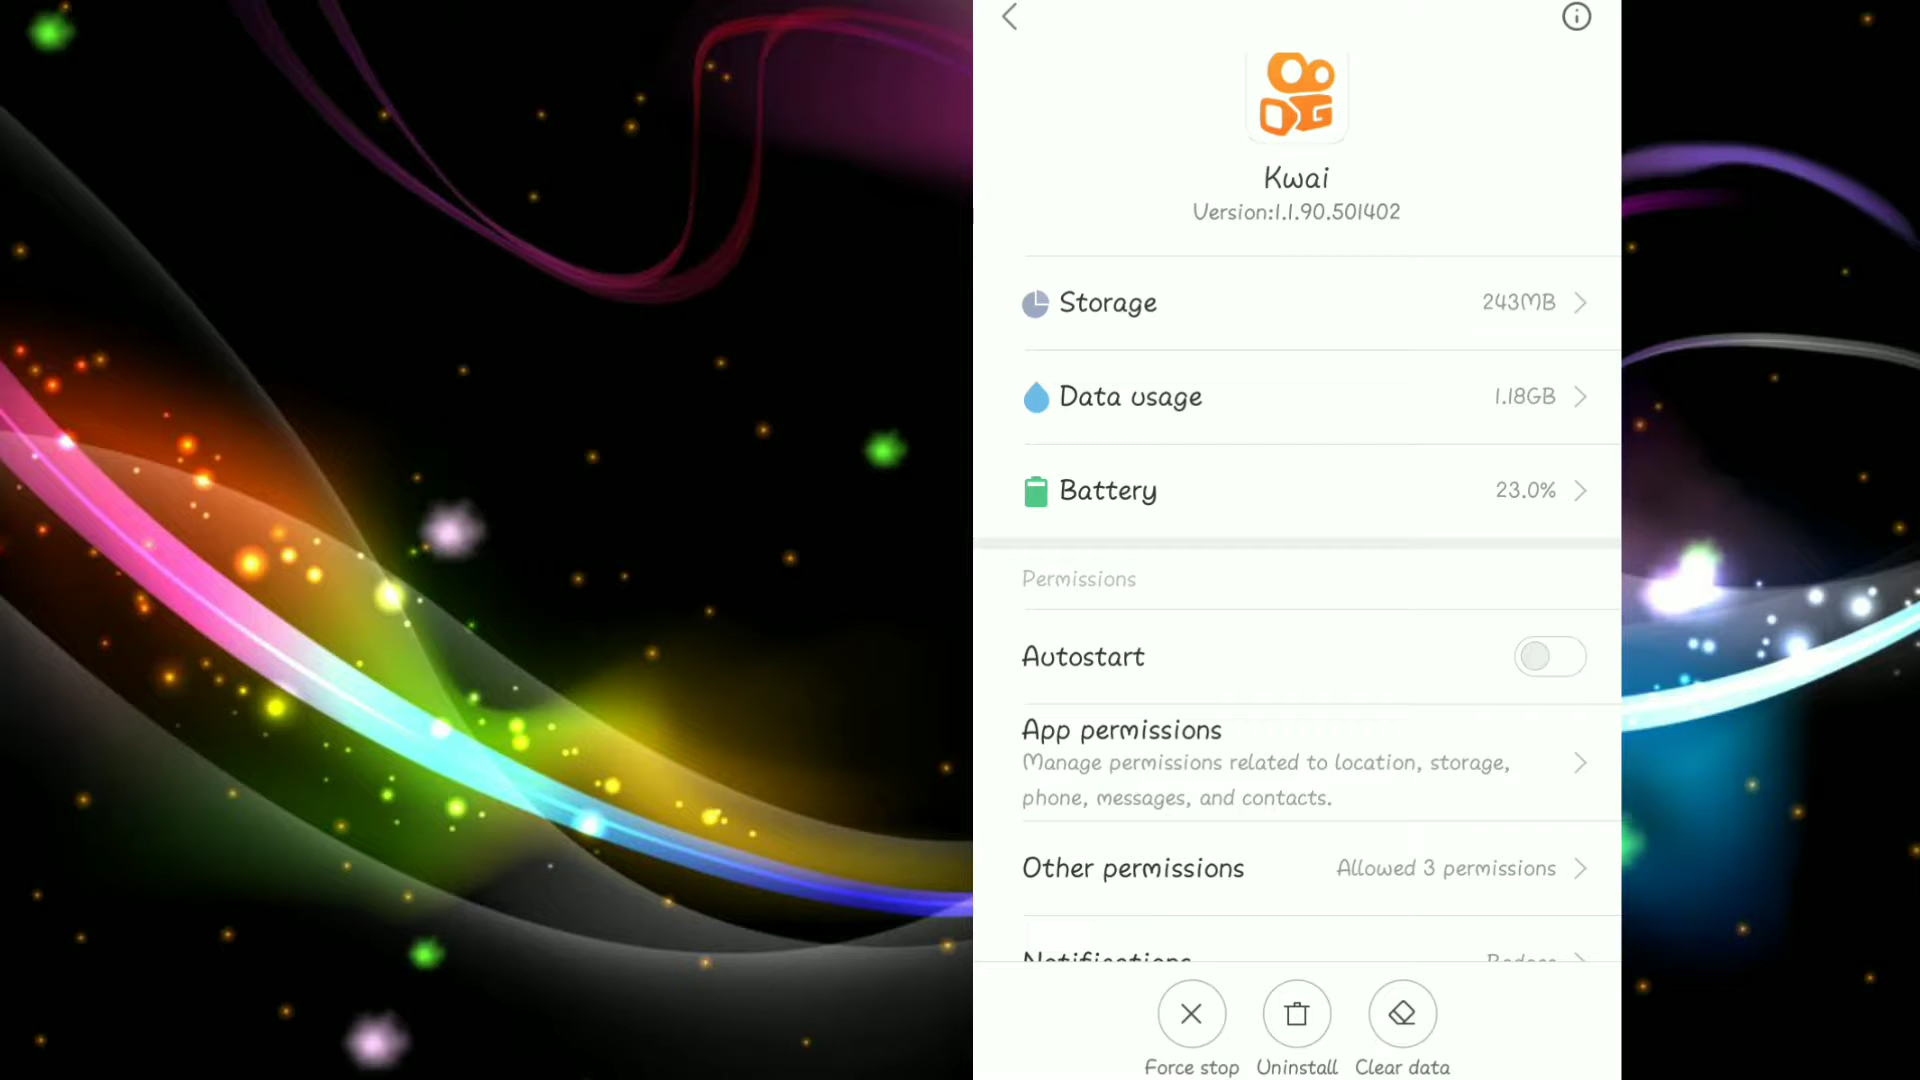 Kwai
Version:1.1.90.501402
Storage 243MB
Data usage 1.18GB
Battery 23.0%
Permissions
Autostart
App permissions
Manage permissions related to location, storage,
phone, messages, and contacts.
Other permissions Allowed 3 permissions
Notifications Badges
Force stop Uninstall Clear data